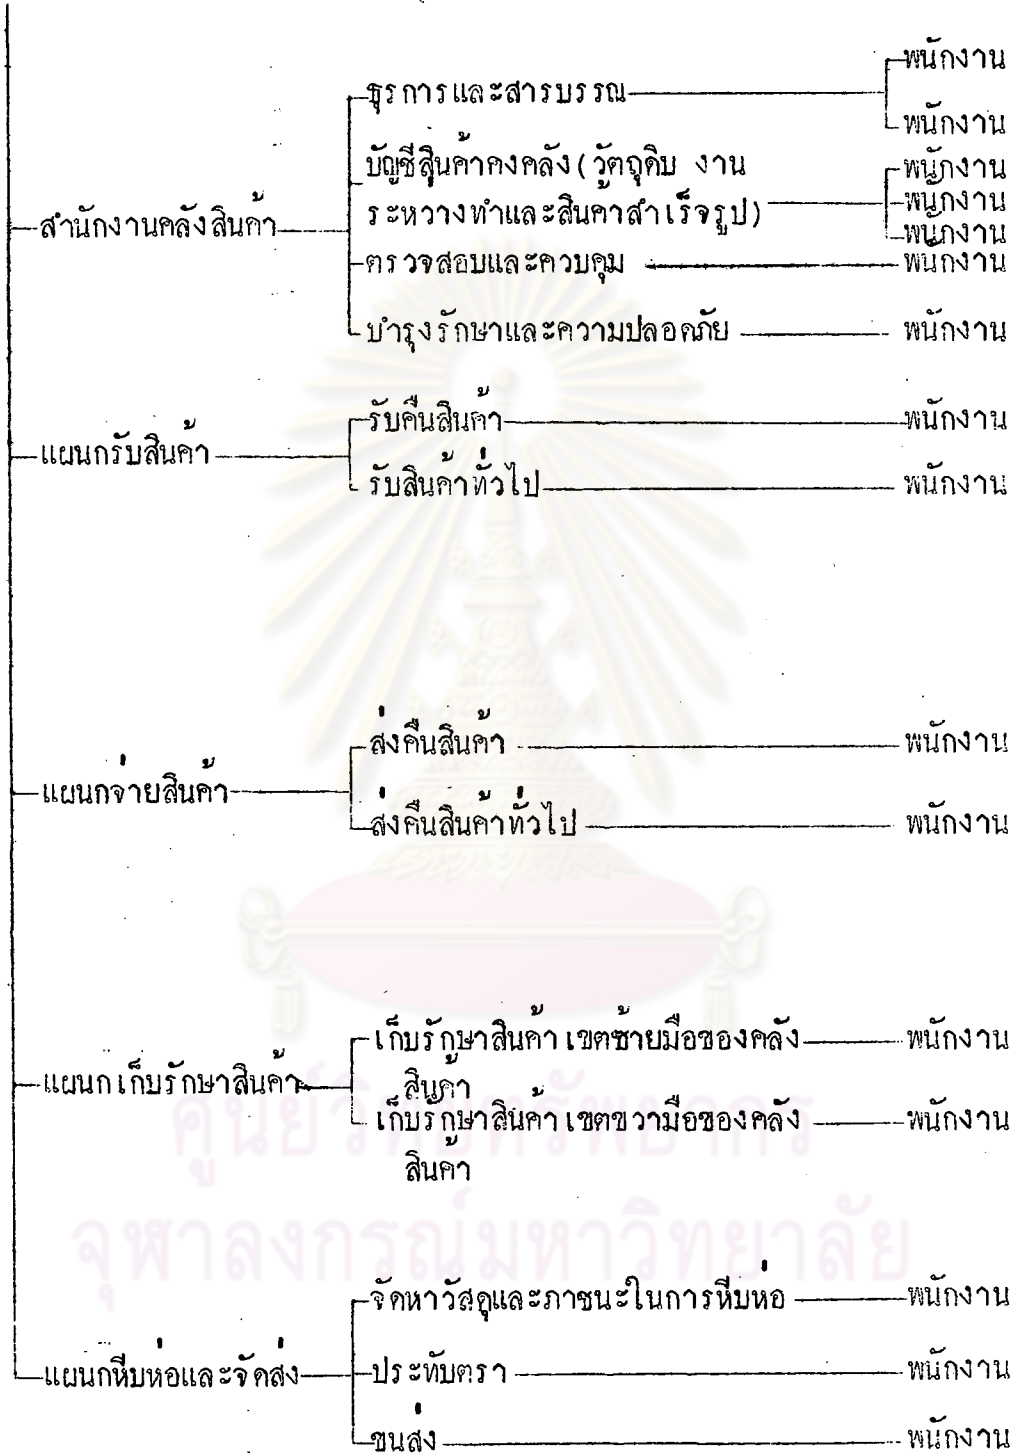 พนักงาน
ธุรการและสารบรรณ
พนักงาน
บัญชีสินค้าคงคลัง (วัตถุดิบ งาน
พนักงาน
ระหว่างทำและสินค้าสำเร็จรูป)
พนักงาน
สำนักงานคลังสินค้า
พนักงาน
ตรวจสอบและควบคุม
พนักงาน
บำรุงรักษาและความปลอดภัย
พนักงาน
รับคืนสินค้า
พนักงาน
แผนกรับสินค้า
รับสินค้าทั่วไป
พนักงาน
ส่งคืนสินค้า
พนักงาน
แผนกจ่ายสินค้า
ส่งคืนสินค้าทั่วไป
พนักงาน
เก็บรักษาสินค้าเขตซ้ายมือของคลัง
พนักงาน
แผนกเก็บรักษาสินค้า
สินค้า
เก็บรักษาสินค้าเขตขวามือของคลัง
พนักงาน
สินค้า
ศูนย์วิทยทรัพยากร
จุฬาลงกรณ์มหาวิทยาลัย
จัดหาวัสดุและภาชนะในการหีบห่อ
พนักงาน
แผนกหีบห่อและจัดส่ง
ประทับตรา
พนักงาน
ขนส่ง
พนักงาน